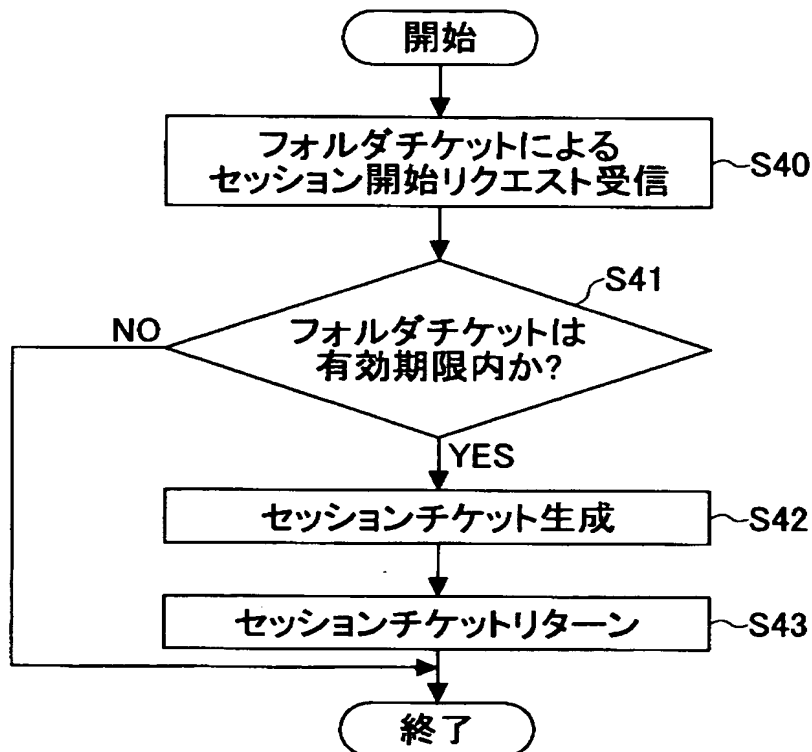 開始
フォルダチケットによる
セッション開始リクエスト受信
S40
S41
NO
フォルダチケットは
有効期限内か?
YES
セッションチケット生成
S42
セッションチケットリターン
S43
終了